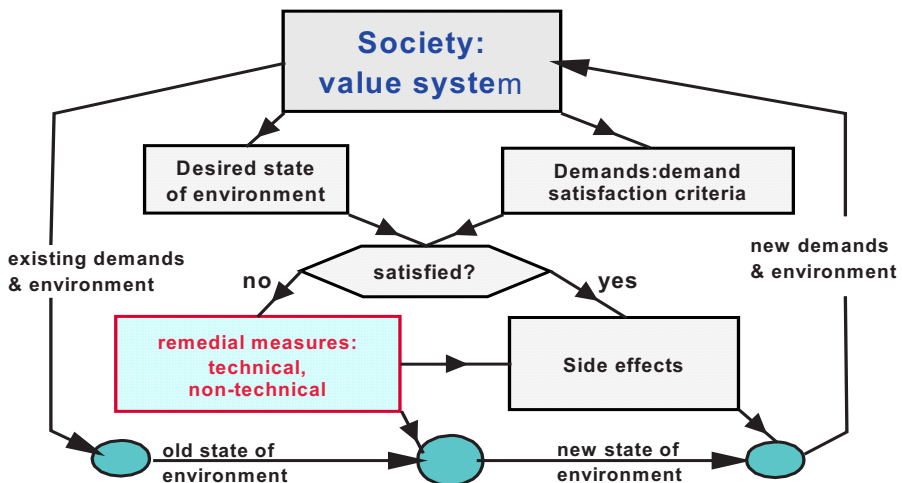 Society:
value system
Desired state
of environment
Demands:demand
satisfaction criteria
existing demands
& environment
new demands
& environment
satisfied?
no
yes
remedial measures:
technical,
non-technical
Side effects
old state of
environment
new state of
environment